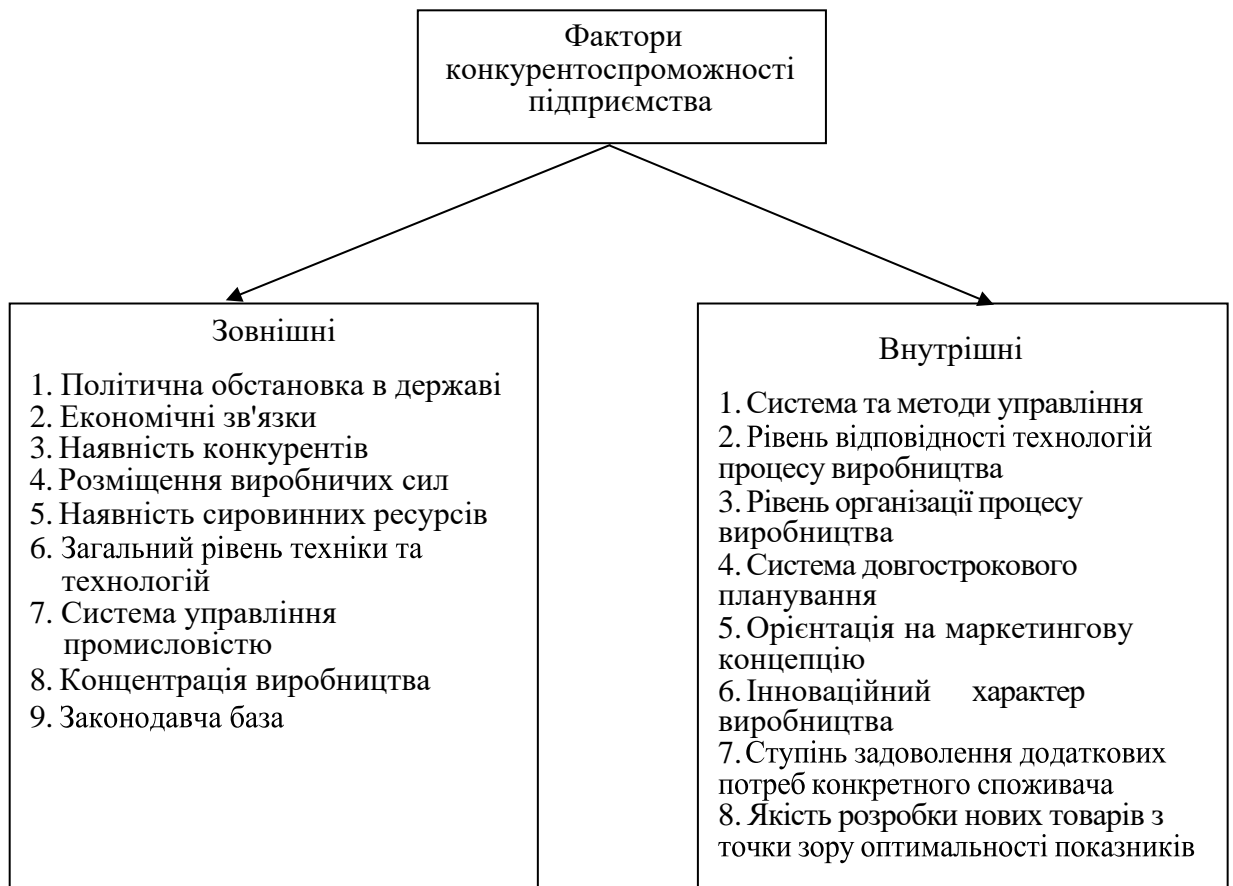 Фактори
конкурентоспроможності
підприємства
Зовнішні
1. Політична обстановка в державі
2. Економічні зв'язки
3. Наявність конкурентів
4. Розміщення виробничих сил
5. Наявність сировинних ресурсів
6. Загальний рівень техніки та
технологій
7. Система управління
промисловістю
8. Концентрація виробництва
9. Законодавча база
Внутрішні
1. Система та методи управління
2. Рівень відповідності технологій
процесу виробництва
3. Рівень організації процесу
виробництва
4. Система довгострокового
планування
5. Орієнтація на маркетингову
концепцію
6. Інноваційний характер
виробництва
7. Ступінь задоволення додаткових
потреб конкретного споживача
8. Якість розробки нових товарів з
точки зору оптимальності показників